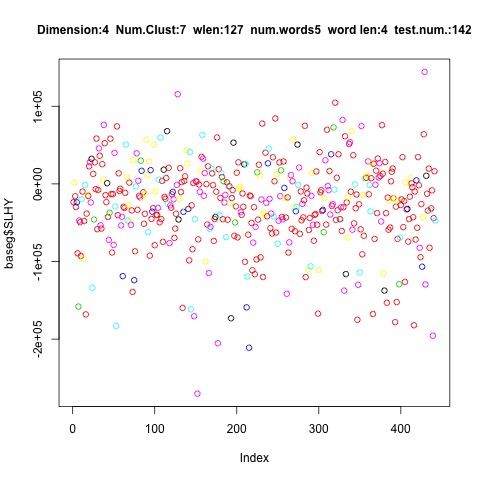 Dimension:4 Num.Clust:7 wlen:127 num.words5 word len:4 test.num.:142
1e+05
0e+00
-1e+05
-2e+05
baseg$SLHY
0 100 200 300 400
Index